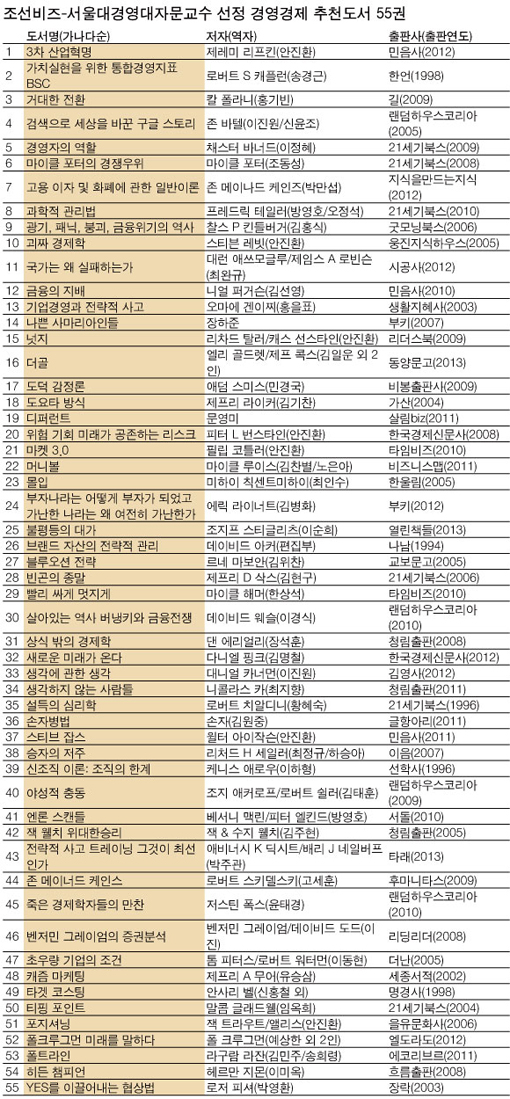 조선비즈-서울대경영대자문교수 선정 경영경제 추천도서 55권
도서명(가나다순) 저자(역자) 출판사(출판연도)
1 3차 산업혁명 제레미 리프킨(안진환) 민음사(2012)
2 가치실현을 위한 통합경영지표 BSC 로버트 S 캐플런(송경근) 한언(1998)
3 거대한 전환 칼 폴라니(홍기빈) 길(2009)
4 검색으로 세상을 바꾼 구글 스토리 존 바텔(이진원/신윤조) 랜덤하우스코리아(2005)
5 경영자의 역할 채스터 바너드(이정혜) 21세기북스(2009)
6 마이클 포터의 경쟁우위 마이클 포터(조동성) 21세기북스(2008)
7 고용 이자 및 화폐에 관한 일반이론 존 메이나드 케인즈(박만섭) 지식을만드는지식(2012)
8 과학적 관리법 프레드릭 테일러(방영호/오정석) 21세기북스(2010)
9 광기, 패닉, 붕괴, 금융위기의 역사 찰스 P 킨들버거(김홍식) 굿모닝북스(2006)
10 괴짜 경제학 스티븐 레빗(안진환) 웅진지식하우스(2005)
11 국가는 왜 실패하는가 대런 애쓰모글루/제임스 A 로빈슨(최완규) 시공사(2012)
12 금융의 지배 니얼 퍼거슨(김선영) 민음사(2010)
13 기업경영과 전략적 사고 오마에 겐이찌(홍을표) 생활지혜사(2003)
14 나쁜 사마리아인들 장하준 부키(2007)
15 넛지 리차드 탈러/캐스 선스타인(안진환) 리더스북(2009)
16 더골 엘리 골드렛/제프 콕스(김일운 외 2인) 동양문고(2013)
17 도덕 감정론 애덤 스미스(민경국) 비봉출판사(2009)
18 도요타 방식 제프리 라이커(김기찬) 가산(2004)
19 디퍼런트 문영미 살림biz(2011)
20 위험 기회 미래가 공존하는 리스크 피터 L 번스타인(안진환) 한국경제신문사(2008)
21 마켓 3.0 필립 코틀러(안진환) 타임비즈(2010)
22 머니볼 마이클 루이스(김찬별/노은아) 비즈니스맵(2011)
23 몰입 미하이 칙센트미하이(최인수) 한울림(2005)
24 부자나라는 어떻게 부자가 되었고 가난한 나라는 왜 여전히 가난한가 에릭 라이너트(김병화) 부키(2012)
25 불평등의 대가 조지프 스티글리츠(이순희) 열린책들(2013)
26 브랜드 자산의 전략적 관리 데이비드 아커(편집부) 나남(1994)
27 블루오션 전략 르네 마보안(김위찬) 교보문고(2005)
28 빈곤의 종말 제프리 D 삭스(김현구) 21세기북스(2006)
29 빨리 싸게 멋지게 마이클 해머(한상석) 타임비즈(2010)
30 살아있는 역사 버냉키와 금융전쟁 데이비드 웨슬(이경식) 랜덤하우스코리아(2010)
31 상식 밖의 경제학 댄 에리얼리(장석훈) 청림출판(2008)
32 새로운 미래가 온다 다니엘 핑크(김명철) 한국경제신문사(2012)
33 생각에 관한 생각 대니얼 카너먼(이진원) 김영사(2012)
34 생각하지 않는 사람들 니콜라스 카(최지향) 청림출판(2011)
35 설득의 심리학 로버트 치알디니(황혜숙) 21세기북스(1996)
36 손자병법 손자(김원중) 글항아리(2011)
37 스티브 잡스 월터 아이작슨(안진환) 민음사(2011)
38 승자의 저주 리처드 H 세일러(최정규/하승아) 이음(2007)
39 신조직 이론: 조직의 한계 케니스 애로우(이하형) 선학사(1996)
40 야성적 충동 조지 애커로프/로버트 쉴러(김태훈) 랜덤하우스코리아(2009)
41 엔론 스캔들 베서니 맥린/피터 엘킨드(방영호) 서돌(2010)
42 잭 웰치 위대한승리 잭 & 수지 웰치(김주현) 청림출판(2005)
43 전략적 사고 트레이닝 그것이 최선인가 애비너시 K 딕시트/배리 J 네일버프(박주관) 타래(2013)
44 존 메이너드 케인스 로버트 스키델스키(고세훈) 후마니타스(2009)
45 죽은 경제학자들의 만찬 저스틴 폭스(윤태경) 랜덤하우스코리아(2010)
46 벤저민 그레이엄의 증권분석 벤저민 그레이엄/데이비드 도드(이진) 리딩리더(2008)
47 초우량 기업의 조건 톰 피터스/로버트 워터먼(이동현) 더난(2005)
48 캐즘 마케팅 제프리 A 무어(유승삼) 세종서적(2002)
49 타겟 코스팅 안사리 벨(신홍철 외) 명경사(1998)
50 티핑 포인트 말콤 글래드웰(임옥희) 21세기북스(2004)
51 포지셔닝 잭 트라우트/앨리스(안진환) 을유문화사(2006)
52 폴크루그먼 미래를 말하다 폴 크루그먼(예상한 외 2인) 엘도라도(2012)
53 폴트라인 라구람 라잔(김민주/송희령) 에코리브르(2011)
54 히든 챔피언 헤르만 지몬(이미옥) 흐름출판(2008)
55 YES를 이끌어내는 협상법 로저 피셔(박영환) 장락(2003)